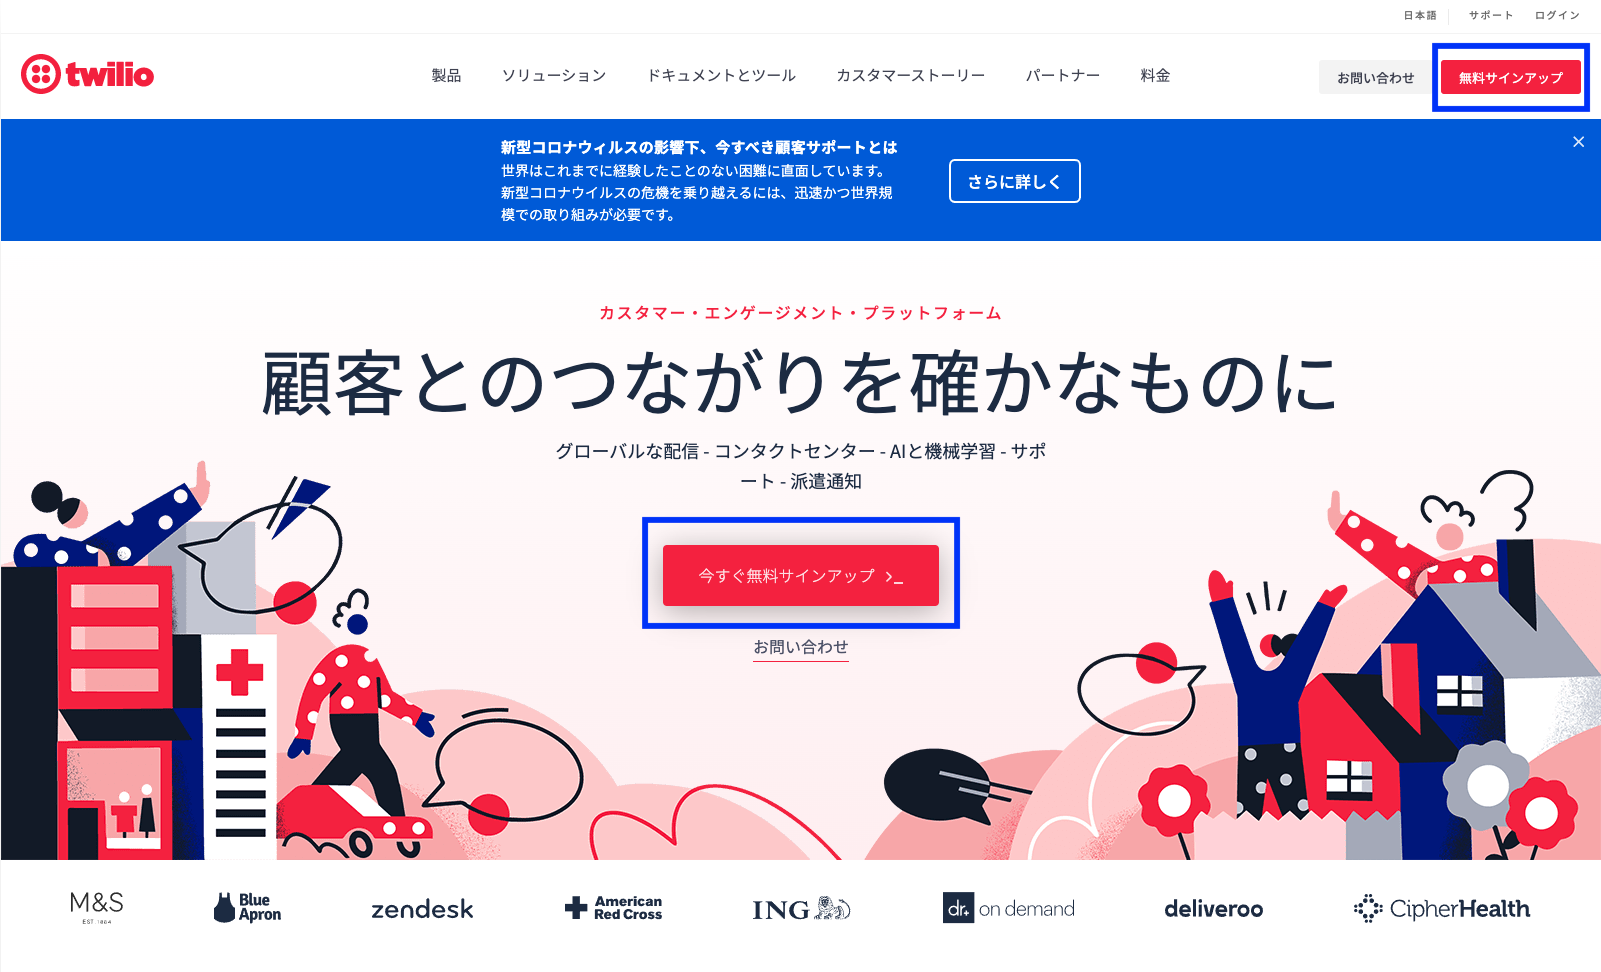 日本語 サポート ログイン
twilio 製品 ソリューション ドキュメントとツール カスタマーストーリー パートナー 料金 お問い合わせ 無料サインアップ
新型コロナウィルスの影響下、今すべき顧客サポートとは
世界はこれまでに経験したことのない困難に直面しています。
新型コロナウイルスの危機を乗り越えるには、迅速かつ世界規
模での取り組みが必要です。
さらに詳しく
カスタマー・エンゲージメント・プラットフォーム
顧客とのつながりを確かなものに
グローバルな配信 - コンタクトセンター - AIと機械学習 - サポ
ート - 派遣通知
今すぐ無料サインアップ
お問い合わせ
M&S
EST. 1884
Blue
Apron
zendesk
American
Red Cross
ING
dr+ on demand
deliveroo
CipherHealth